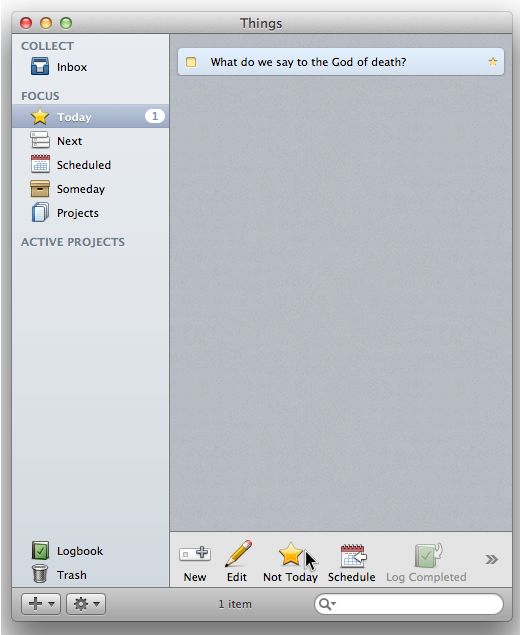 Things
COLLECT
Inbox
What do we say to the God of death?
FOCUS
Today 1
Next
Scheduled
Someday
Projects
ACTIVE PROJECTS
Logbook
Trash
New Edit Not Today Schedule Log Completed
1 item